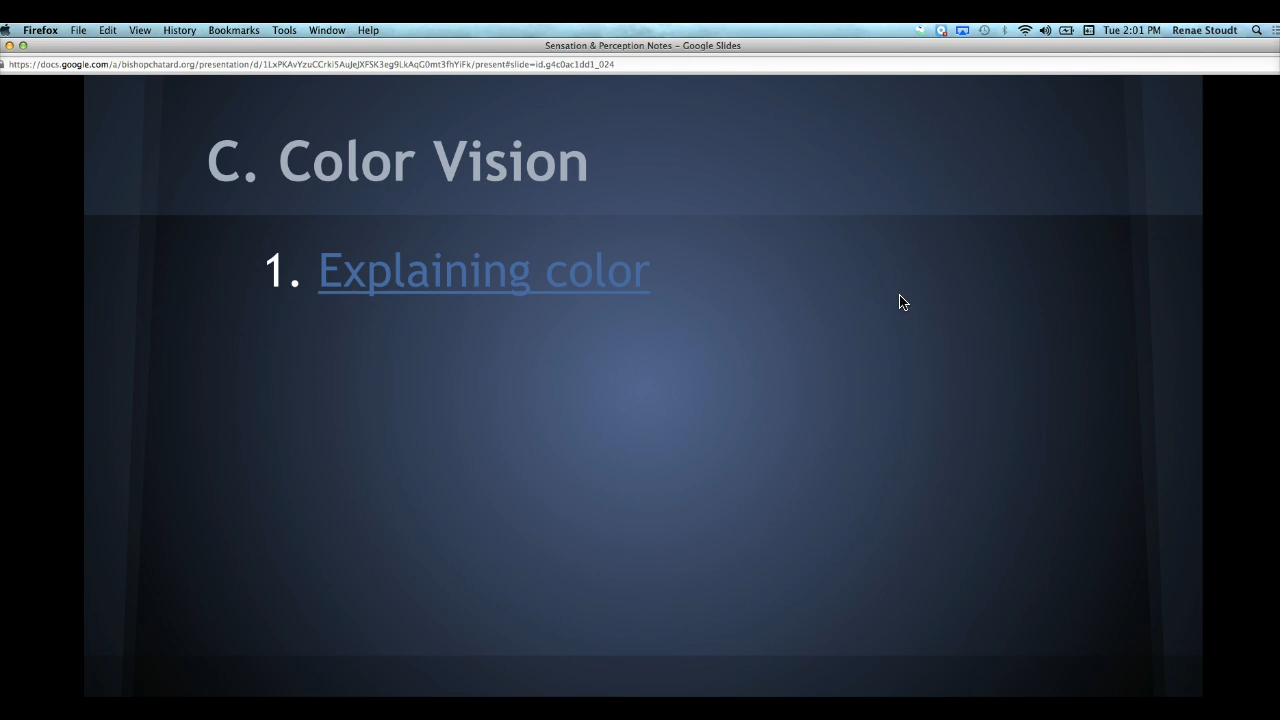 Firefox File Edit View History Bookmarks Tools Window Help Tue 2:01 PM Renae Stoudt
Sensation & Perception Notes – Google Slides
https://docs.google.com/a/bishopchatard.org/presentation/d/1LxPKAvYzuCCrkiSAuJeJXFSK3eg9LkAqG0mt3fhYiFk/present#slide=id.g4c0ac1dd1_024
C. Color Vision
1. Explaining color